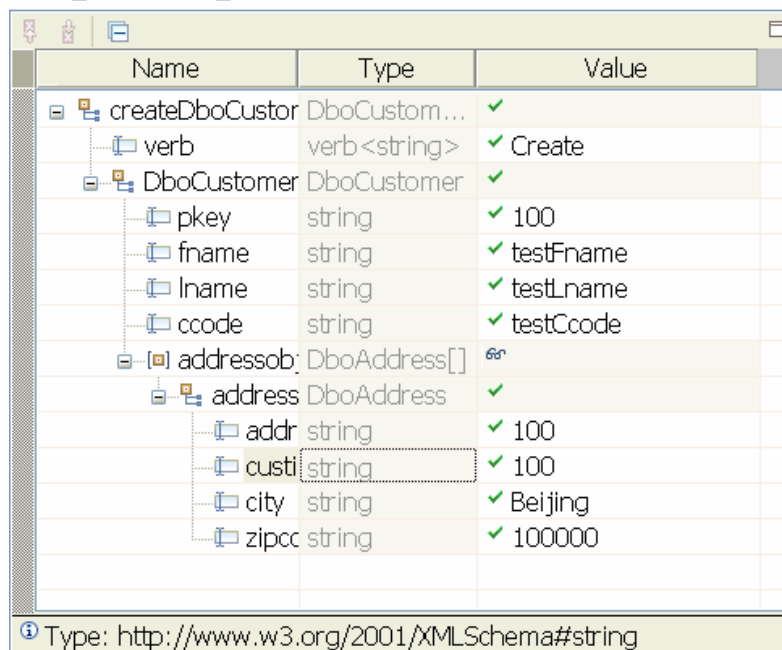 Name Type Value
createDboCustor DboCustom...
verb verb<string> Create
DboCustomer DboCustomer
pkey string 100
fname string testFname
lname string testLname
ccode string testCcode
addressobj DboAddress[]
address DboAddress
addr string 100
custi string 100
city string Beijing
zipcc string 100000
Type: http://www.w3.org/2001/XMLSchema#string